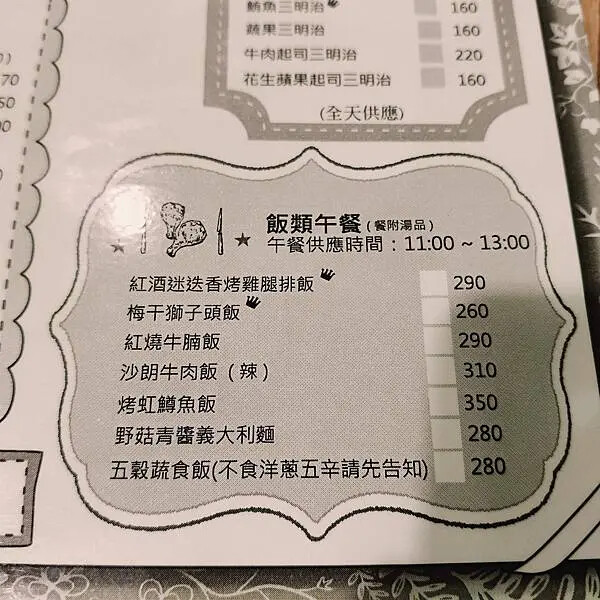 鮪魚三明治 160
蔬果三明治 160
牛肉起司三明治 220
花生蘋果起司三明治 160
(全天供應)
)
70
50
00
飯類午餐(餐附湯品)
午餐供應時間：11:00 ~ 13:00
紅酒迷迭香烤雞腿排飯 290
梅干獅子頭飯 260
紅燒牛腩飯 290
沙朗牛肉飯（辣） 310
烤虹鱒魚飯 350
野菇青醬義大利麵 280
五穀蔬食飯(不食洋蔥五辛請先告知) 280